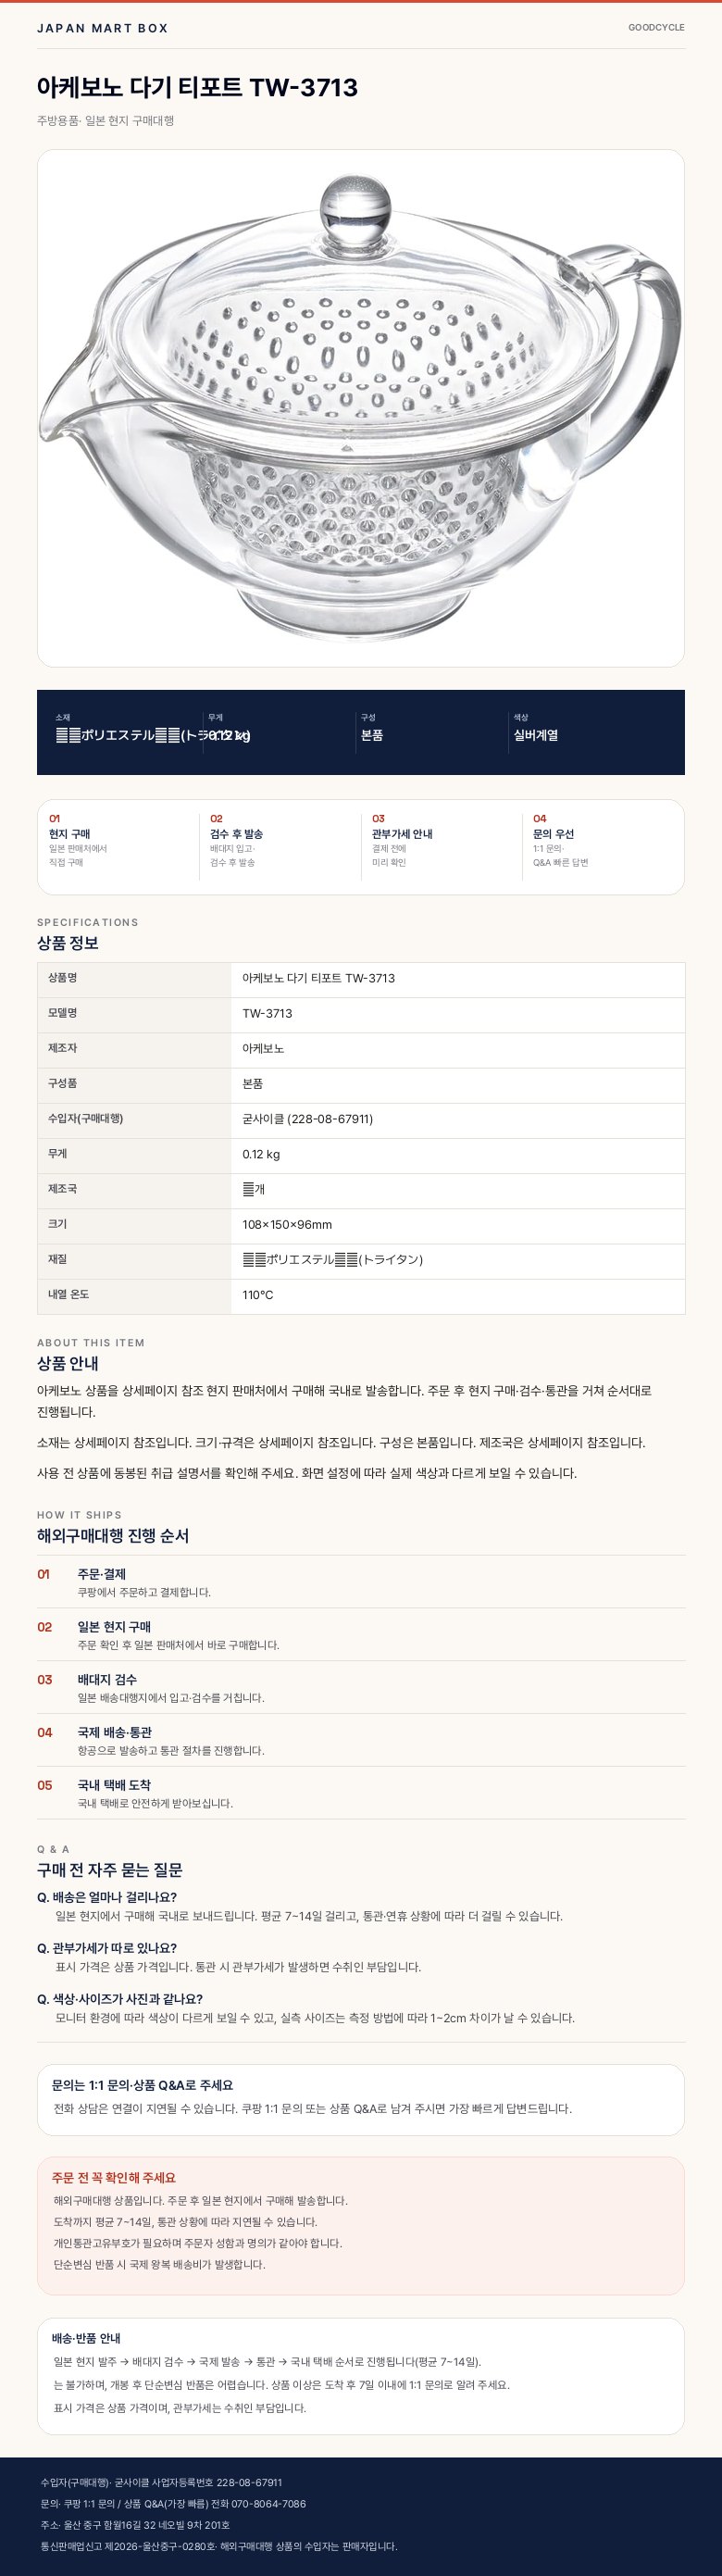 JAPAN MART BOX
GOODCYCLE
아케보노 다기 티포트 TW-3713
주방용품· 일본 현지 구매대행
소재
ポリエステル
무게
0.12 kg
구성
본품
색상
실버계열
01
현지 구매
일본 판매처에서
직접 구매
02
검수 후 발송
배대지 입고·
검수 후 발송
03
관부가세 안내
결제 전에
미리 확인
04
문의 우선
1:1 문의·
Q&A 빠른 답변
SPECIFICATIONS
상품 정보
상품명 아케보노 다기 티포트 TW-3713
모델명 TW-3713
제조자 아케보노
구성품 본품
수입자(구매대행) 굳사이클 (228-08-67911)
무게 0.12 kg
제조국 개
크기 108×150×96mm
재질 ポリエステル (トライタン)
내열 온도 110℃
ABOUT THIS ITEM
상품 안내
아케보노 상품을 상세페이지 참조 현지 판매처에서 구매해 국내로 발송합니다. 주문 후 현지 구매·검수·통관을 거쳐 순서대로
진행됩니다.
소재는 상세페이지 참조입니다. 크기·규격은 상세페이지 참조입니다. 구성은 본품입니다. 제조국은 상세페이지 참조입니다.
사용 전 상품에 동봉된 취급 설명서를 확인해 주세요. 화면 설정에 따라 실제 색상과 다르게 보일 수 있습니다.
HOW IT SHIPS
해외구매대행 진행 순서
01 주문·결제
쿠팡에서 주문하고 결제합니다.
02 일본 현지 구매
주문 확인 후 일본 판매처에서 바로 구매합니다.
03 배대지 검수
일본 배송대행지에서 입고·검수를 거칩니다.
04 국제 배송·통관
항공으로 발송하고 통관 절차를 진행합니다.
05 국내 택배 도착
국내 택배로 안전하게 받아보십니다.
Q & A
구매 전 자주 묻는 질문
Q. 배송은 얼마나 걸리나요?
일본 현지에서 구매해 국내로 보내드립니다. 평균 7~14일 걸리고, 통관·연휴 상황에 따라 더 걸릴 수 있습니다.
Q. 관부가세가 따로 있나요?
표시 가격은 상품 가격입니다. 통관 시 관부가세가 발생하면 수취인 부담입니다.
Q. 색상·사이즈가 사진과 같나요?
모니터 환경에 따라 색상이 다르게 보일 수 있고, 실측 사이즈는 측정 방법에 따라 1~2cm 차이가 날 수 있습니다.
문의는 1:1 문의·상품 Q&A로 주세요
전화 상담은 연결이 지연될 수 있습니다. 쿠팡 1:1 문의 또는 상품 Q&A로 남겨 주시면 가장 빠르게 답변드립니다.
주문 전 꼭 확인해 주세요
해외구매대행 상품입니다. 주문 후 일본 현지에서 구매해 발송합니다.
도착까지 평균 7~14일, 통관 상황에 따라 지연될 수 있습니다.
개인통관고유부호가 필요하며 주문자 성함과 명의가 같아야 합니다.
단순변심 반품 시 국제 왕복 배송비가 발생합니다.
배송·반품 안내
일본 현지 발주 → 배대지 검수 → 국제 발송 → 통관 → 국내 택배 순서로 진행됩니다(평균 7~14일).
는 불가하며, 개봉 후 단순변심 반품은 어렵습니다. 상품 이상은 도착 후 7일 이내에 1:1 문의로 알려 주세요.
표시 가격은 상품 가격이며, 관부가세는 수취인 부담입니다.
수입자(구매대행)· 굳사이클 사업자등록번호 228-08-67911
문의· 쿠팡 1:1 문의 / 상품 Q&A(가장 빠름) 전화 070-8064-7086
주소· 울산 중구 함월16길 32 네오빌 9차 201호
통신판매업신고 제2026-울산중구-0280호· 해외구매대행 상품의 수입자는 판매자입니다.